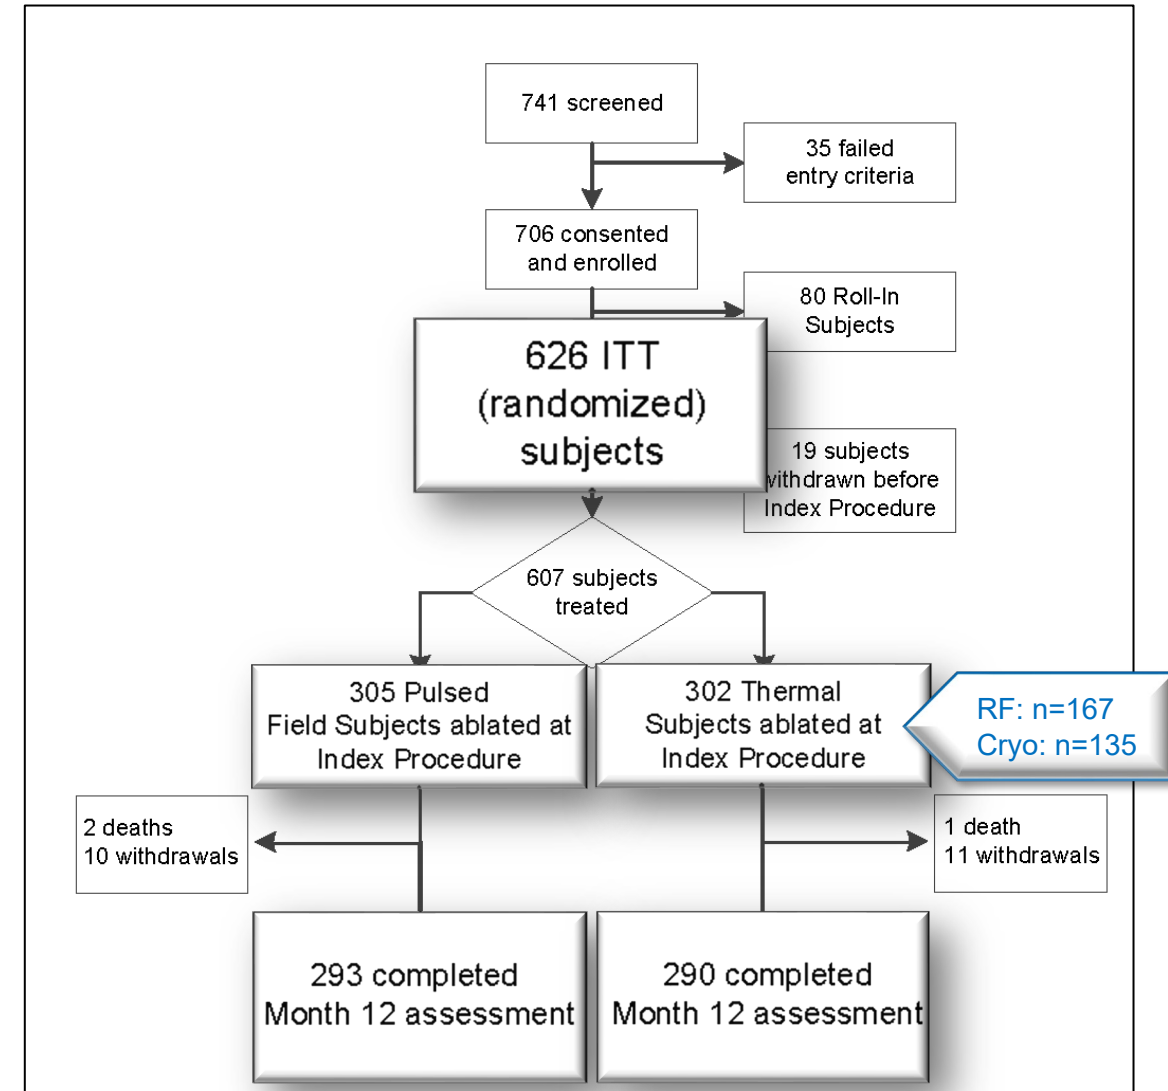 741 screened
35 failed
entry criteria
706 consented
and enrolled
80 Roll-In
Subjects
626 ITT
(randomized)
subjects
19 subjects
withdrawn before
Index Procedure
607 subjects
treated
305 Pulsed
Field Subjects ablated at
Index Procedure
302 Thermal
Subjects ablated at
Index Procedure
RF: n=167
Cryo: n=135
2 deaths
10 withdrawals
1 death
11 withdrawals
293 completed
Month 12 assessment
290 completed
Month 12 assessment